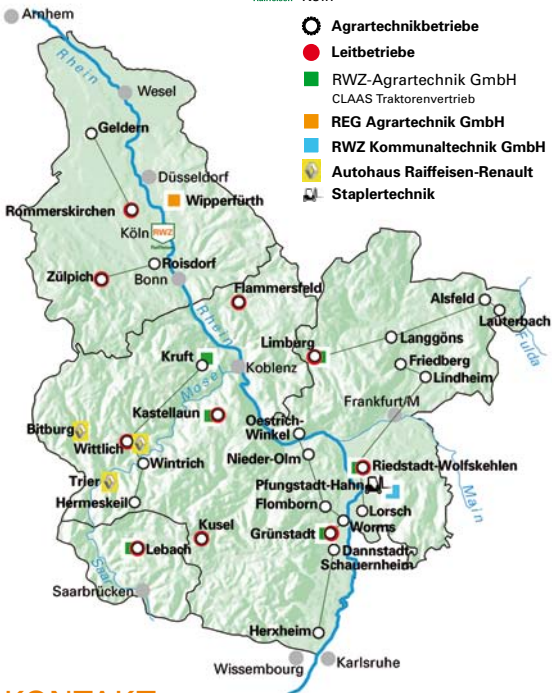 Köln
Arnhem
Agrartechnikbetriebe
Leitbetriebe
RWZ-Agrartechnik GmbH
CLAAS Traktorenvertrieb
REG Agrartechnik GmbH
RWZ Kommunaltechnik GmbH
Autohaus Raiffeisen-Renault
Staplertechnik
Rhein
Wesel
Geldern
Düsseldorf
Wipperfürth
Rommerskirchen
Köln
RWZ
Roisdorf
Zülpich
Bonn
Flammersfeld
Rhein
Alsfeld
Lauterbach
Fulda
Limburg
Langgöns
Kruft
Koblenz
Friedberg
Lindheim
Mosel
Frankfurt/M
Kastellaun
Oestrich-
Winkel
Bitburg
Wittlich
Nieder-Olm
Riedstadt-Wolfskehlen
Wintrich
Trier
Pfungstadt-Hahn
Main
Hermeskeil
Flomborn
Lorsch
Kusel
Worms
Grünstadt
Lebach
Dannstadt-
Schauernheim
Saar
Saarbrücken
Herxheim
Wissembourg
Karlsruhe
KONTAKT